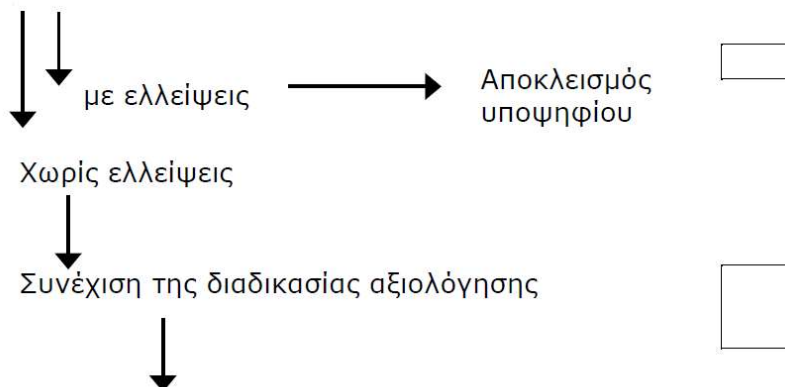 με ελλείψεις
Αποκλεισμός
υποψηφίου
Χωρίς ελλείψεις
Συνέχιση της διαδικασίας αξιολόγησης